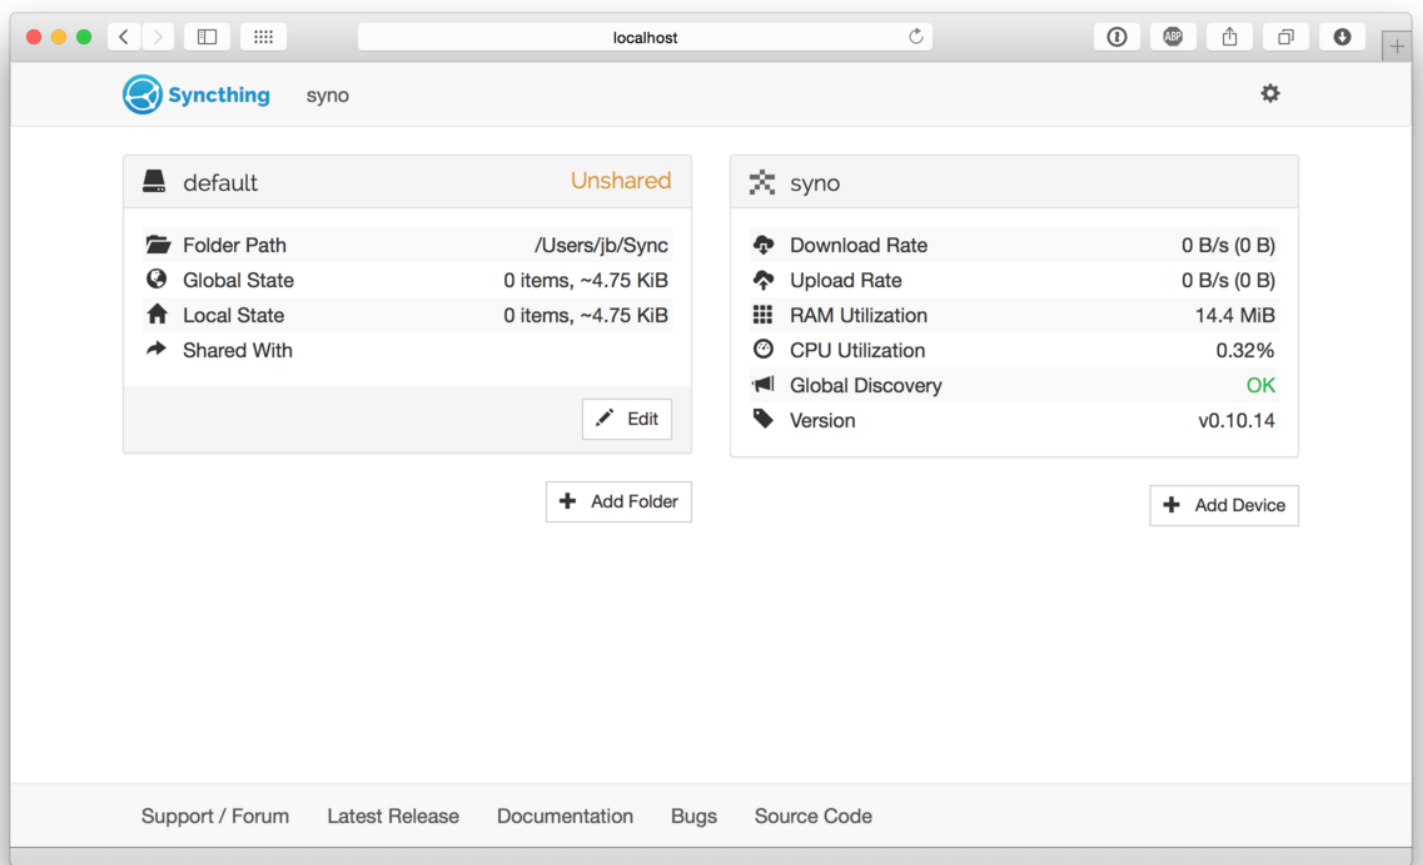 localhost
ABP
Syncthing syno
default Unshared
Folder Path /Users/jb/Sync
Global State 0 items, ~4.75 KiB
Local State 0 items, ~4.75 KiB
Shared With
Edit
Add Folder
syno
Download Rate 0 B/s (0 B)
Upload Rate 0 B/s (0 B)
RAM Utilization 14.4 MiB
CPU Utilization 0.32%
Global Discovery OK
Version v0.10.14
Add Device
Support / Forum Latest Release Documentation Bugs Source Code